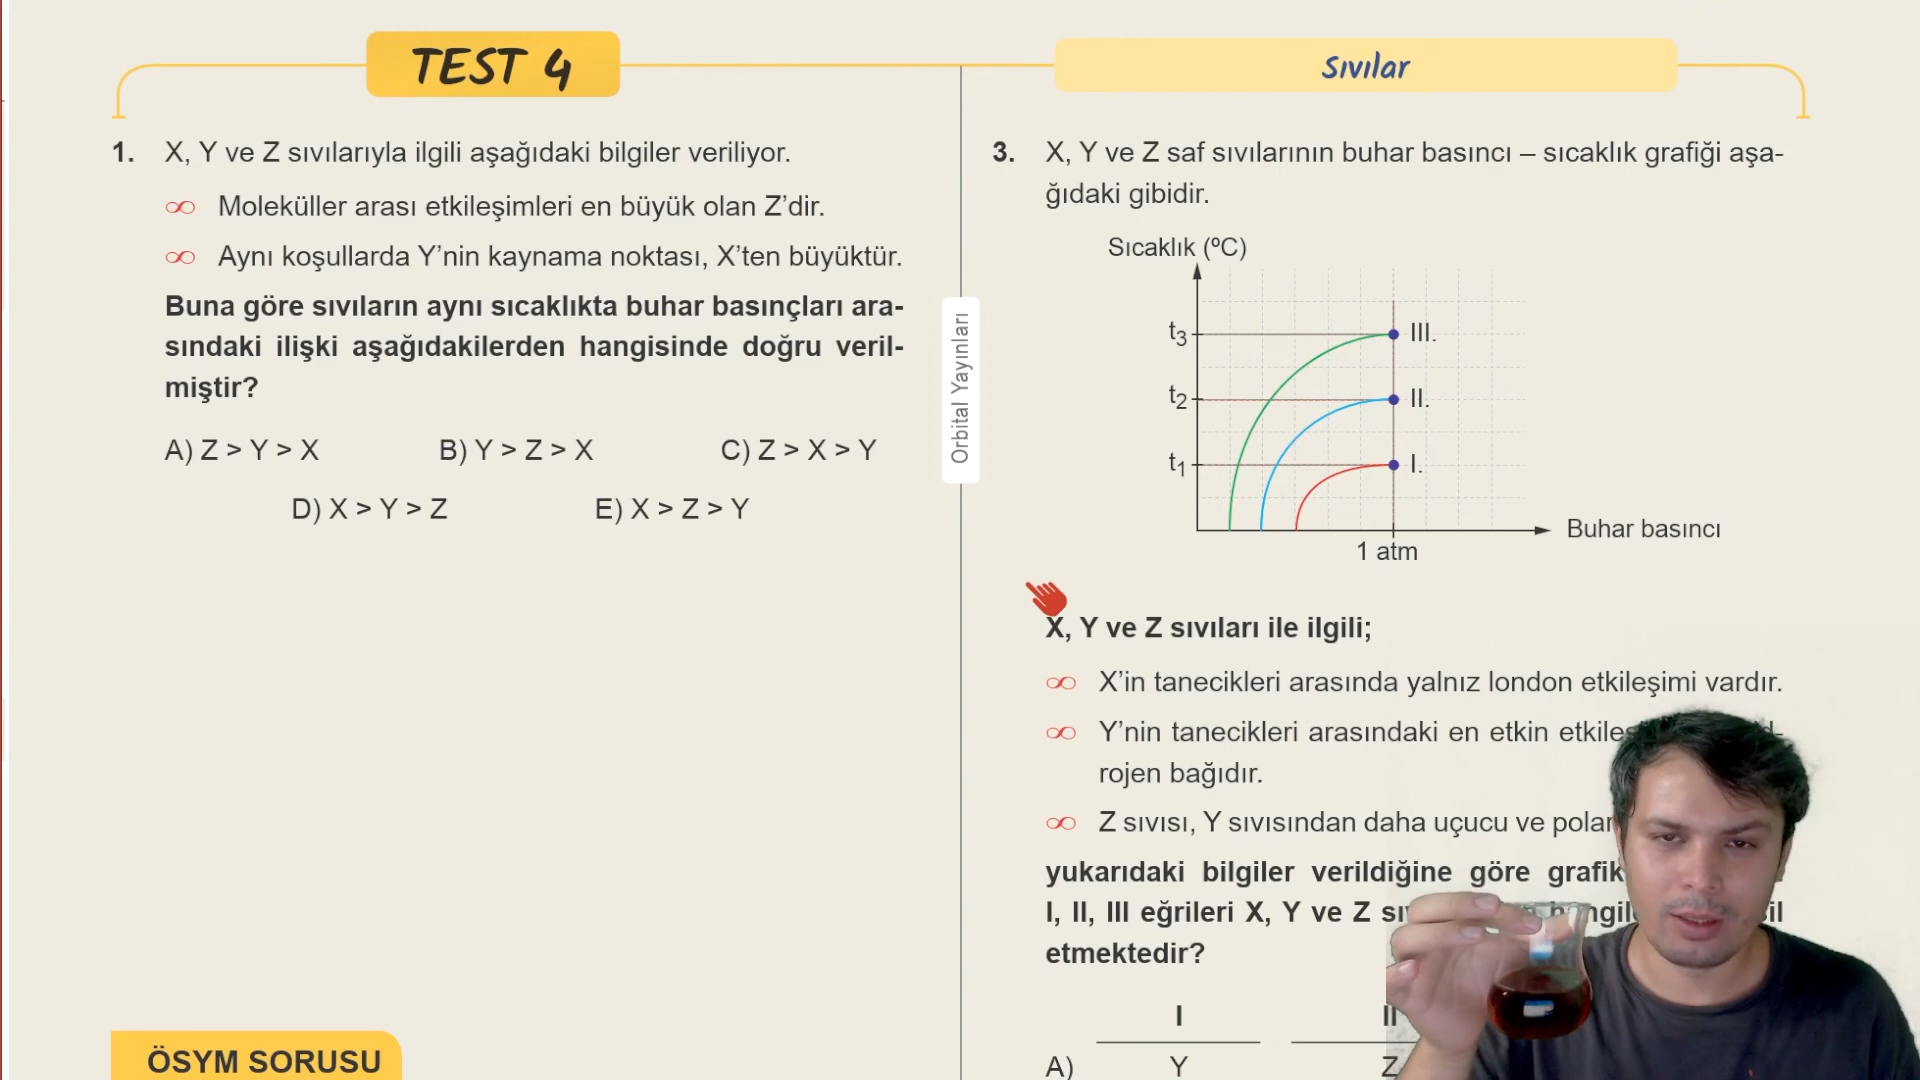 TEST 4
Sıvılar
1. X, Y ve Z sıvılarıyla ilgili aşağıdaki bilgiler veriliyor.
∞ Moleküller arası etkileşimleri en büyük olan Z’dir.
∞ Aynı koşullarda Y’nin kaynama noktası, X’ten büyüktür.
Buna göre sıvıların aynı sıcaklıkta buhar basınçları ara-
sındaki ilişki aşağıdakilerden hangisinde doğru veril-
miştir?
A) Z > Y > X B) Y > Z > X C) Z > X > Y
D) X > Y > Z E) X > Z > Y
ÖSYM SORUSU
Orbital Yayınları
3. X, Y ve Z saf sıvılarının buhar basıncı – sıcaklık grafiği aşa-
ğıdaki gibidir.
Sıcaklık (ºC)
t3 III.
t2 II.
t1 I.
Buhar basıncı
1 atm
X, Y ve Z sıvıları ile ilgili;
∞ X’in tanecikleri arasında yalnız london etkileşimi vardır.
∞ Y’nin tanecikleri arasındaki en etkin
rojen bağıdır.
∞ Z sıvısı, Y sıvısından daha uçucu ve
yukarıdaki bilgiler verildiğine göre
I, II, III eğrileri X, Y ve Z
etmektedir?
I II
A) Y Z